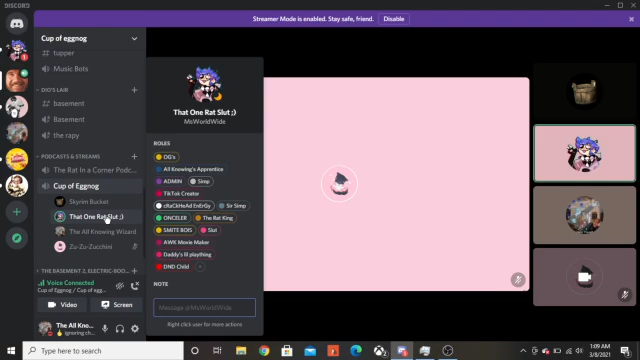 DISCORD
Streamer Mode is enabled. Stay safe, friend. Disable
Cup of eggnog
tupper
Music Bots
DIO'S LAIR
basement
Basement
the rapy
PODCASTS & STREAMS
The Rat In a Corner Podc...
Cup of Eggnog
Skyrim Bucket
That One Rat Slut ;)
The All Knowing Wizard
Zu-Zu-Zucchini
THE BASEMENT 2, ELECTRIC-BOO...
Voice Connected
Cup of Eggnog / Cup of egg...
Video
Screen
The All Kno...
ignoring ch...
That One Rat Slut ;)
MsWorldWide
ROLES
OG's
All Knowing's Apprentice
ADMIN
Simp
TikTok Creator
cRaCkHeAd EnErGy
Sir Simp
ONCELER
The Rat King
SMITE BOIS
Slut
AWK Movie Maker
Daddy's lil plaything
DND Child
NOTE
Message @MsWorldWide
Right click user for more actions
Type here to search
1:09 AM
3/8/2021